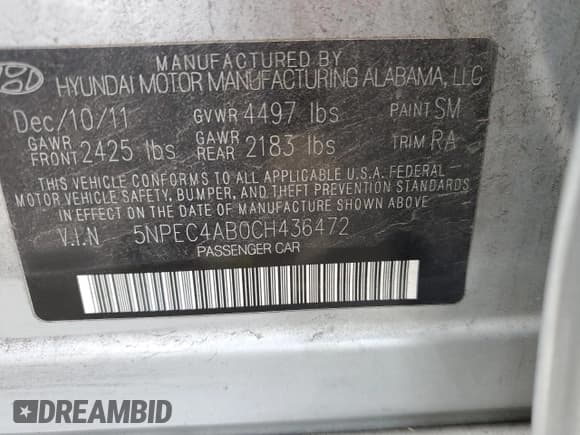 MANUFACTURED BY
HYUNDAI MOTOR MANUFACTURING ALABAMA, LLC
Dec/10/11 GVWR 4497 lbs PAINT SM
GAWR FRONT 2425 lbs GAWR REAR 2183 lbs TRIM RA
THIS VEHICLE CONFORMS TO ALL APPLICABLE U.S.A. FEDERAL
MOTOR VEHICLE SAFETY, BUMPER, AND THEFT PREVENTION STANDARDS
IN EFFECT ON THE DATE OF MANUFACTURE SHOWN ABOVE
V.I.N 5NPEC4AB0CH436472
PASSENGER CAR
DREAMBID